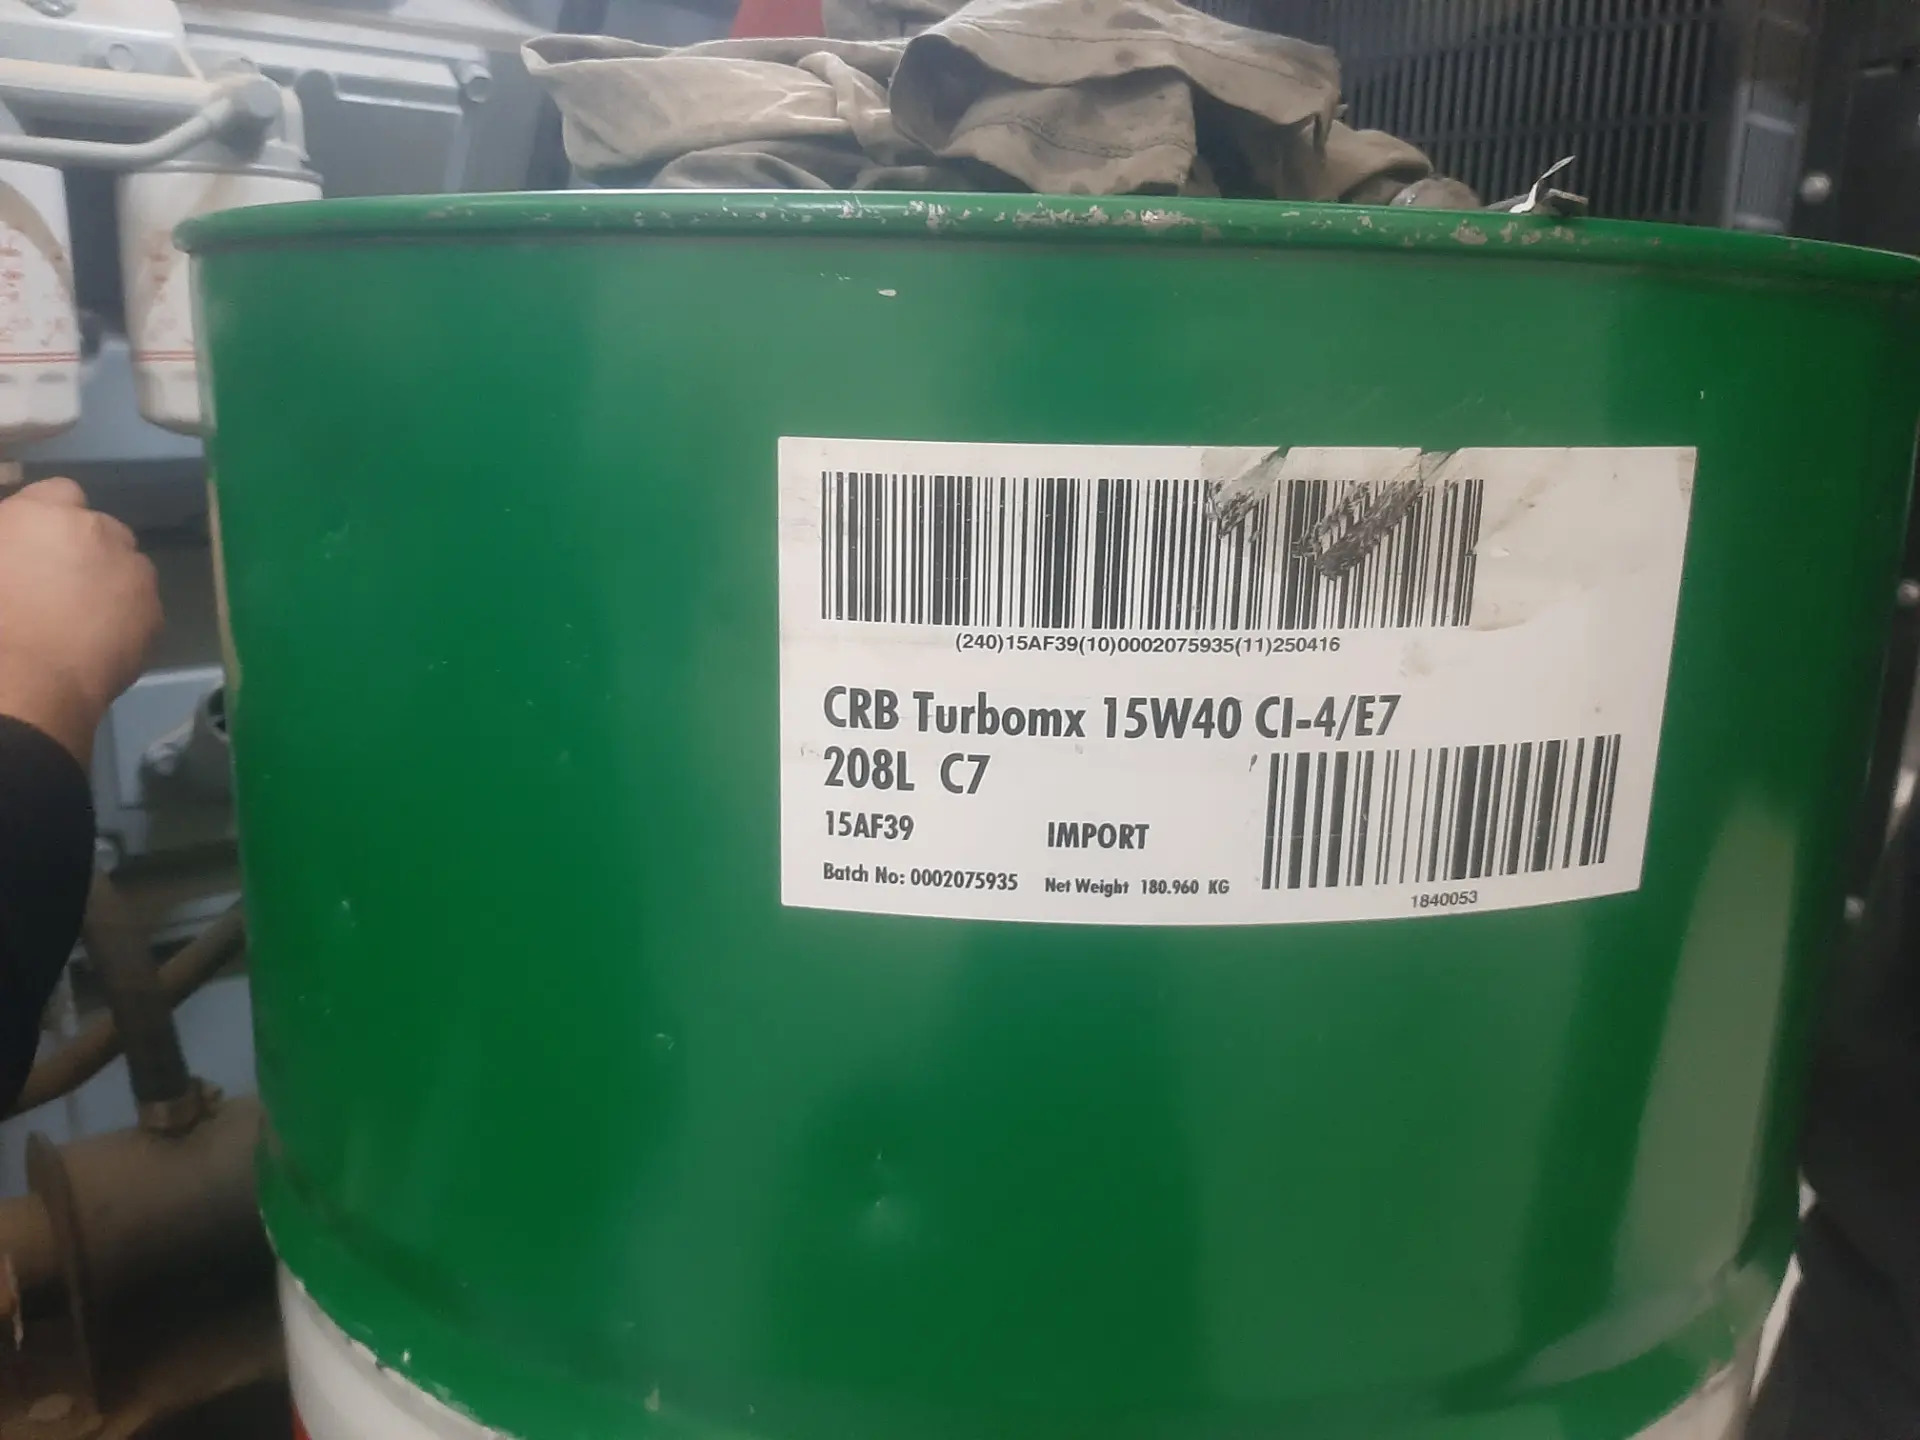 (240)15AF39(10)0002075935(11)250416
CRB Turbomx 15W40 CI-4/E7
208L C7
15AF39 IMPORT
Batch No: 0002075935 Net Weight 180.960 KG
1840053